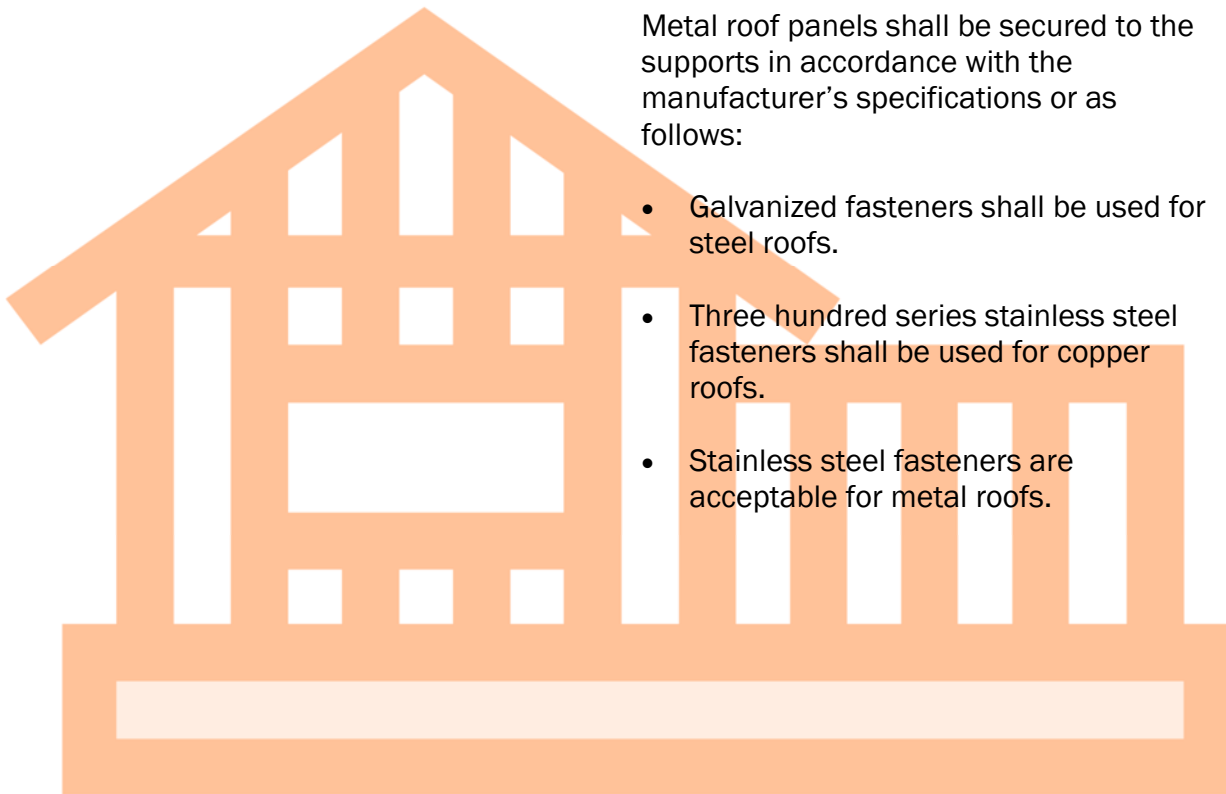 Metal roof panels shall be secured to the
supports in accordance with the
manufacturer’s specifications or as
follows:
• Galvanized fasteners shall be used for
steel roofs.
• Three hundred series stainless steel
fasteners shall be used for copper
roofs.
• Stainless steel fasteners are
acceptable for metal roofs.